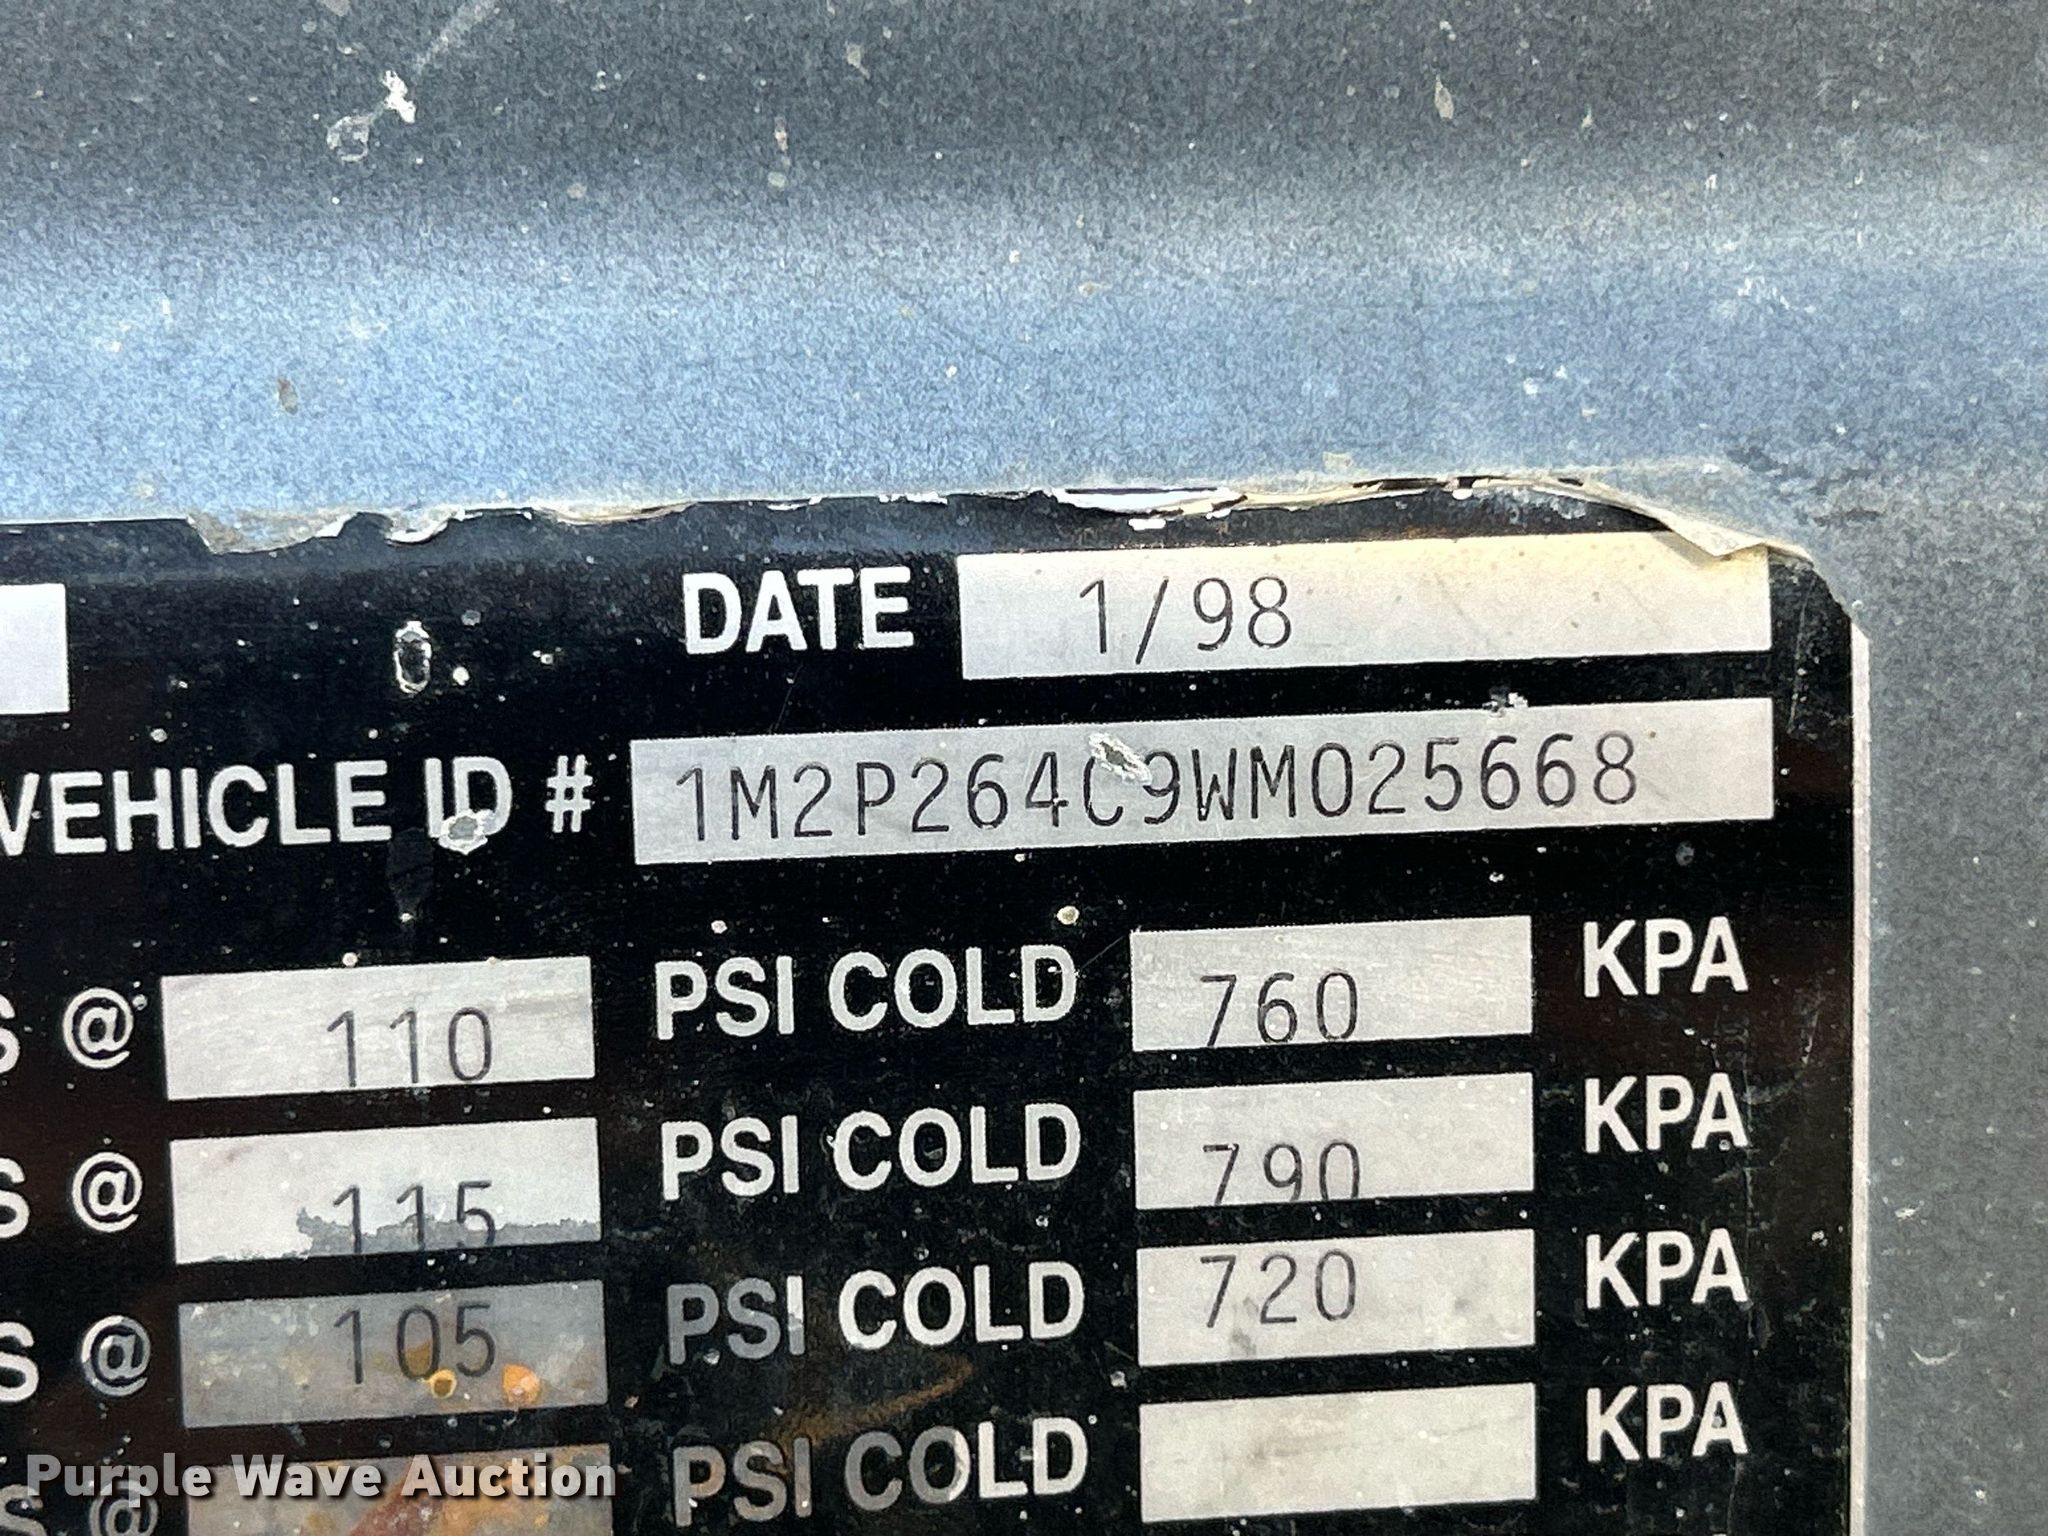 DATE 1/98
VEHICLE ID # 1M2P264C9WM025668
S @ 110 PSI COLD 760 KPA
S @ 115 PSI COLD 790 KPA
S @ 105 PSI COLD 720 KPA
S @ PSI COLD KPA
Purple Wave Auction